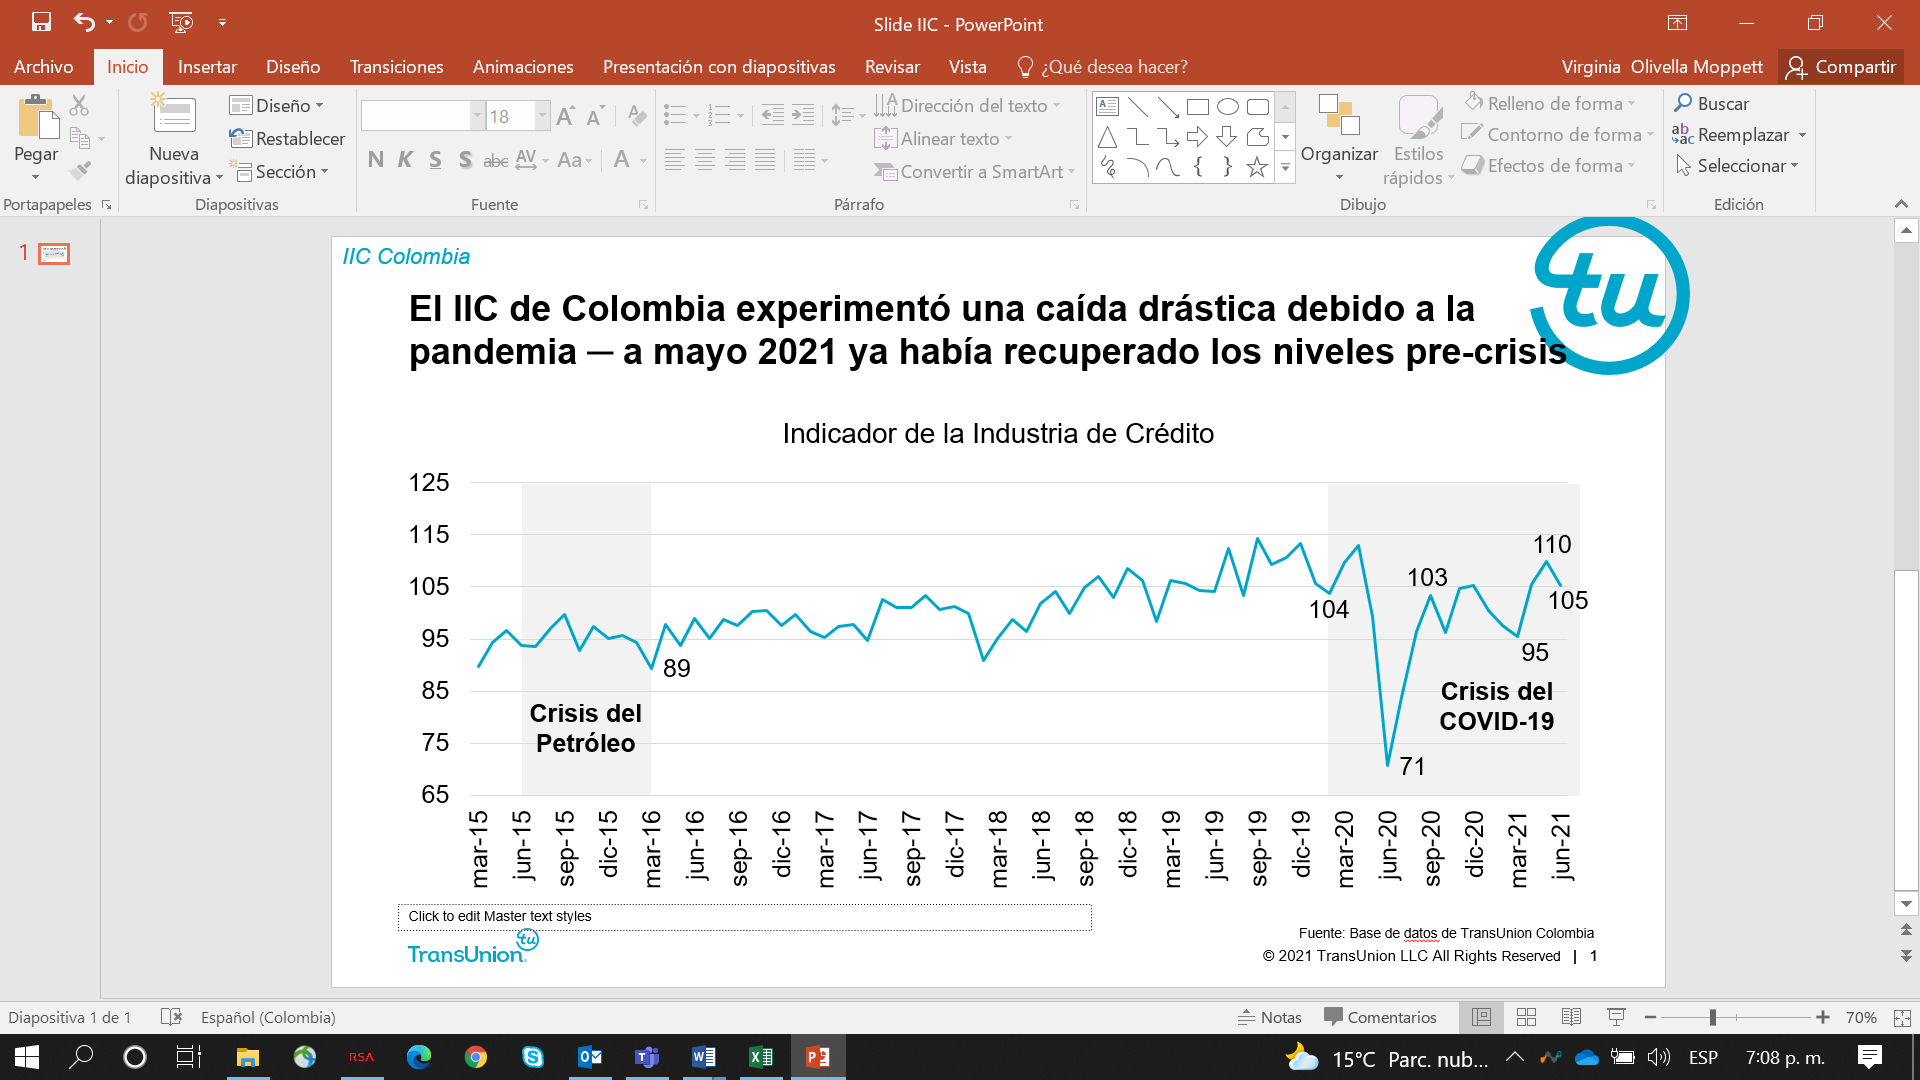 Slide IIC - PowerPoint
Archivo Inicio Insertar Diseño Transiciones Animaciones Presentación con diapositivas Revisar Vista ¿Qué desea hacer? Virginia Olivella Moppett Compartir
Pegar
Portapapeles
Nueva
diapositiva
Diseño
Restablecer
Sección
Diapositivas
18
N K S S abc AV Aa A
Fuente
Dirección del texto
Alinear texto
Convertir a SmartArt
Párrafo
Organizar
Estilos
rápidos
Relleno de forma
Contorno de forma
Efectos de forma
Dibujo
Buscar
Reemplazar
Seleccionar
Edición
1
IIC Colombia
tu
El IIC de Colombia experimentó una caída drástica debido a la
pandemia — a mayo 2021 ya había recuperado los niveles pre-crisis
Indicador de la Industria de Crédito
125
115
105
95
85
75
65
89
104
71
103
95
110
105
Crisis del
Petróleo
Crisis del
COVID-19
mar-15
jun-15
sep-15
dic-15
mar-16
jun-16
sep-16
dic-16
mar-17
jun-17
sep-17
dic-17
mar-18
jun-18
sep-18
dic-18
mar-19
jun-19
sep-19
dic-19
mar-20
jun-20
sep-20
dic-20
mar-21
jun-21
Click to edit Master text styles
TransUnion tu
Fuente: Base de datos de TransUnion Colombia
© 2021 TransUnion LLC All Rights Reserved | 1
Diapositiva 1 de 1 Español (Colombia) Notas Comentarios 70%
RSA 15°C Parc. nub... ESP 7:08 p. m.